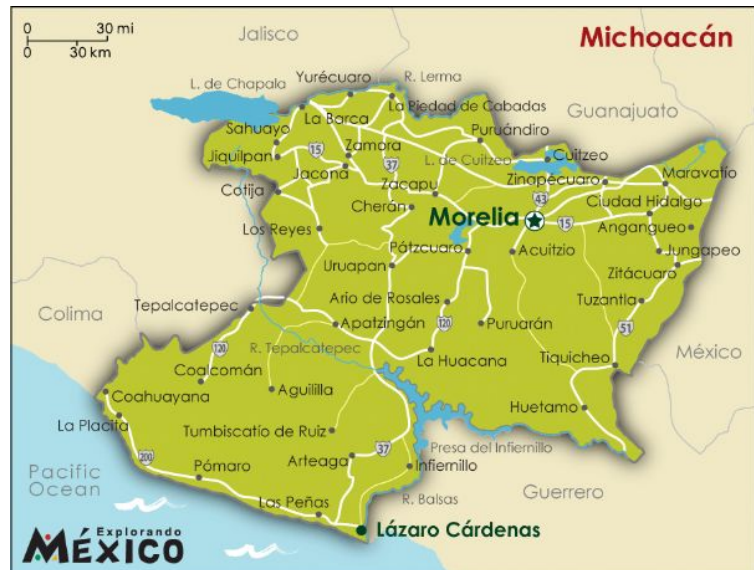 0 30 mi
0 30 km
Jalisco
Michoacán
Yurécuaro
R. Lerma
L. de Chapala
La Piedad de Cabadas
Guanajuato
La Barca
Sahuayo
Puruándiro
Zamora
15
37
Jiquilpan
L. de Cuitzeo
Cuitzeo
Jacona
Zinapécuaro
Maravatío
Cotija
Zacapu
43
Cherán
Ciudad Hidalgo
Morelia
15
Los Reyes
Angangueo
Pátzcuaro
Acuitzio
Jungapeo
Uruapan
Zitácuaro
Tepalcatepec
Ario de Rosales
Tuzantla
Colima
Apatzingán
120
Puruarán
51
120
R. Tepalcatepec
La Huacana
Tiquicheo
México
Coalcomán
Aguililla
Coahuayana
Huetamo
La Placita
Tumbiscatío de Ruiz
37
Presa del Infiernillo
Arteaga
200
Pómaro
Infiernillo
Pacific
Ocean
Guerrero
Las Peñas
R. Balsas
Lázaro Cárdenas
Explorando
MÉXICO